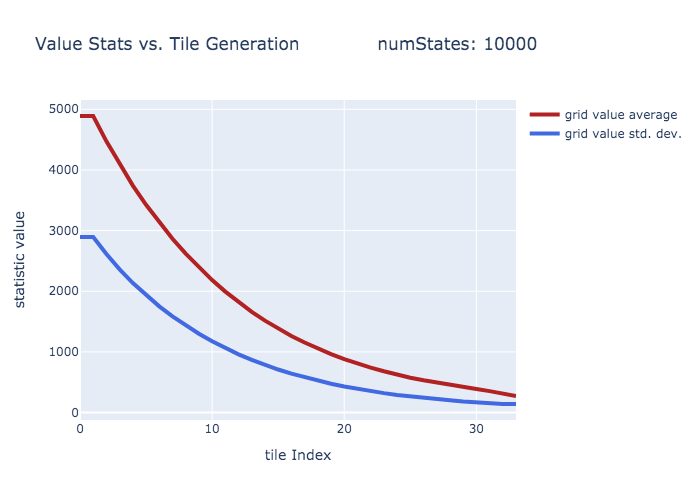 Value Stats vs. Tile Generation numStates: 10000
grid value average
grid value std. dev.
statistic value
5000
4000
3000
2000
1000
0
0 10 20 30
tile Index